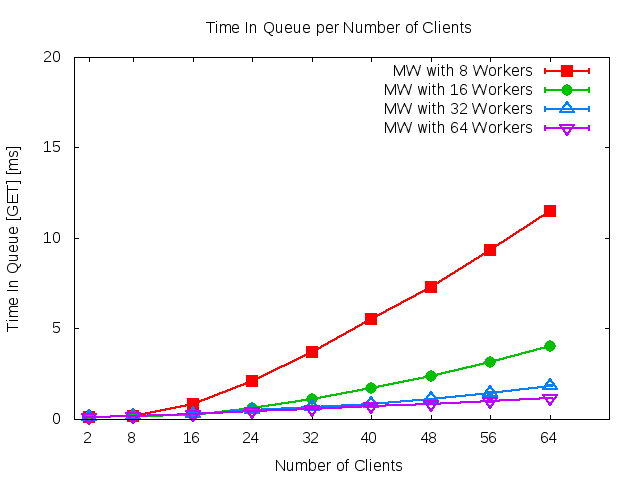 Time In Queue per Number of Clients
MW with 8 Workers
MW with 16 Workers
MW with 32 Workers
MW with 64 Workers
Time In Queue [GET] [ms]
20
15
10
5
0
2 8 16 24 32 40 48 56 64
Number of Clients